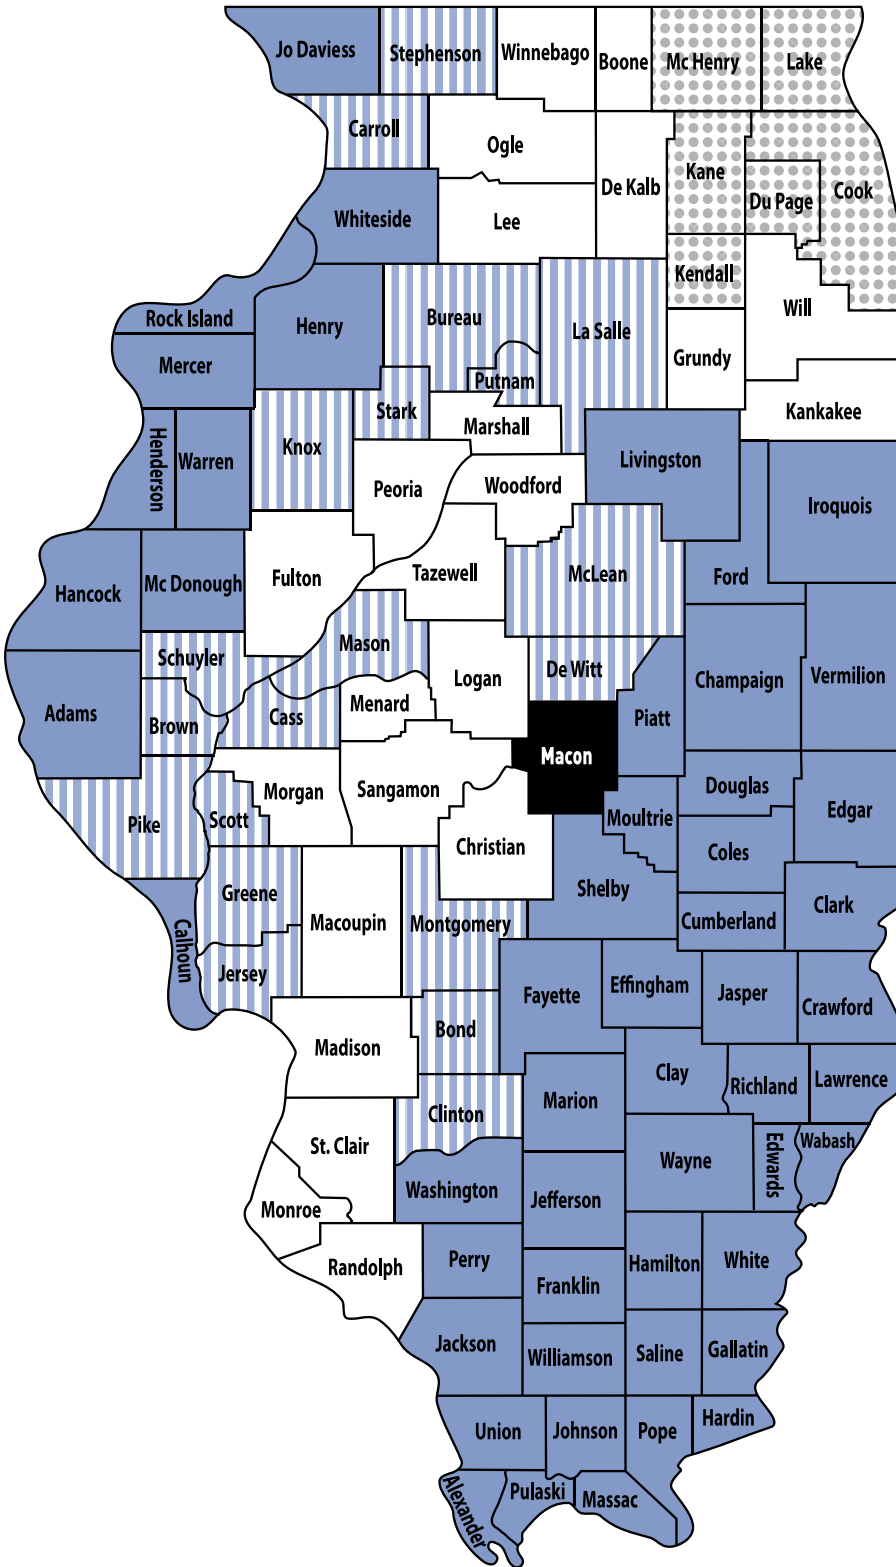 Jo Daviess
Stephenson
Winnebago
Boone
Mc Henry
Lake
Carroll
Ogle
De Kalb
Kane
Du Page
Cook
Whiteside
Lee
Kendall
Rock Island
Henry
Bureau
La Salle
Will
Mercer
Putnam
Grundy
Stark
Marshall
Kankakee
Henderson
Warren
Knox
Peoria
Woodford
Livingston
Iroquois
Hancock
Mc Donough
Fulton
Tazewell
McLean
Ford
Schuyler
Mason
Logan
De Witt
Champaign
Vermilion
Adams
Brown
Cass
Menard
Piatt
Macon
Pike
Scott
Morgan
Sangamon
Christian
Moultrie
Douglas
Edgar
Coles
Shelby
Greene
Macoupin
Montgomery
Cumberland
Clark
Calhoun
Jersey
Fayette
Effingham
Jasper
Crawford
Bond
Madison
Clay
Richland
Lawrence
Clinton
Marion
St. Clair
Wayne
Edwards
Wabash
Washington
Jefferson
Monroe
Randolph
Perry
Franklin
Hamilton
White
Jackson
Williamson
Saline
Gallatin
Union
Johnson
Pope
Hardin
Alexander
Pulaski
Massac